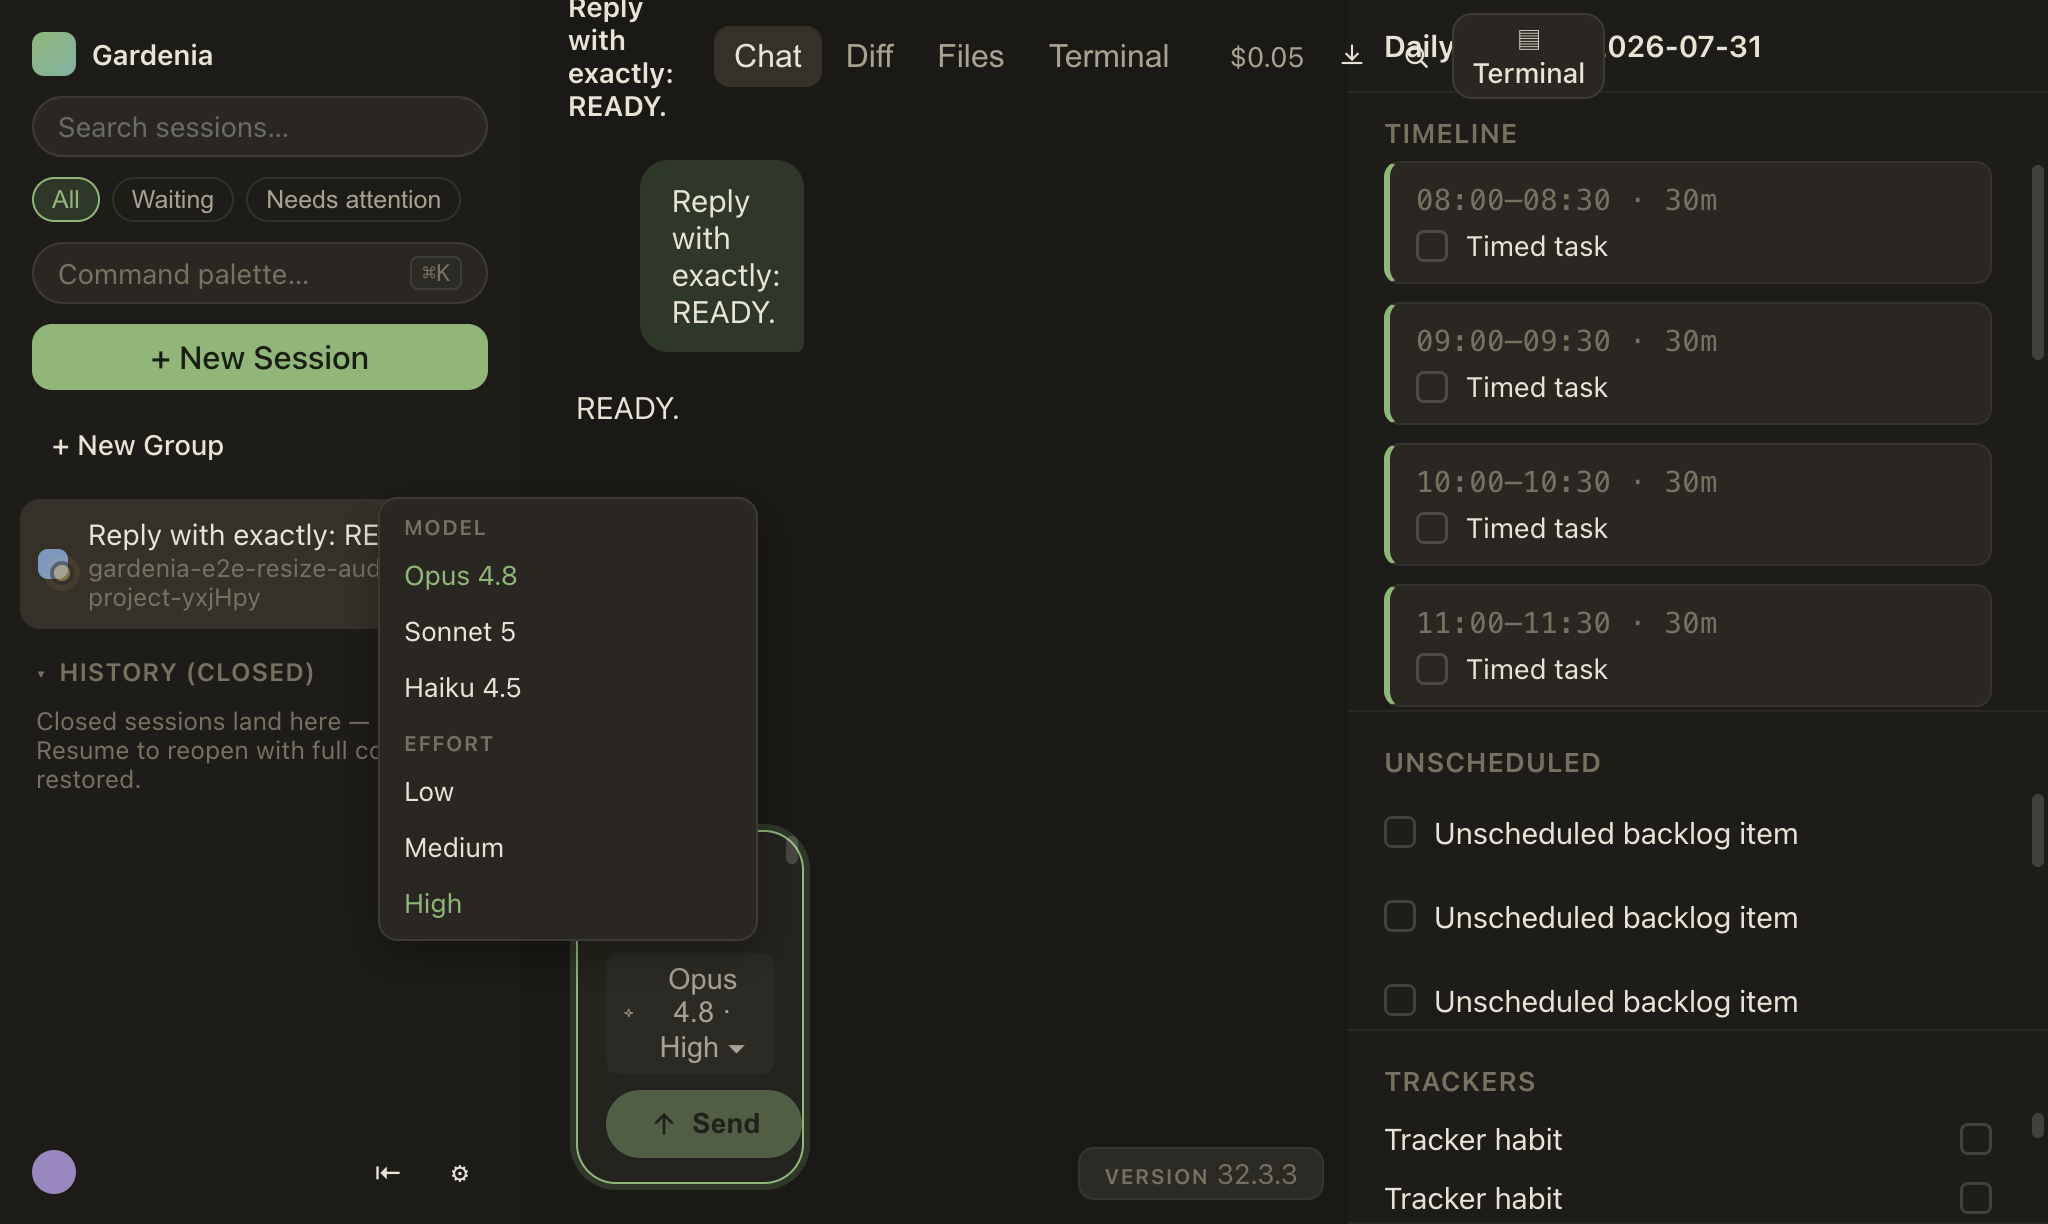 Gardenia
Search sessions...
All
Waiting
Needs attention
Command palette...
⌘K
+ New Session
+ New Group
Reply with exactly: RE
gardenia-e2e-resize-aud
project-yxjHpy
HISTORY (CLOSED)
Closed sessions land here —
Resume to reopen with full co
restored.
Reply
with
exactly:
READY.
Chat
Diff
Files
Terminal
$0.05
Reply
with
exactly:
READY.
READY.
MODEL
Opus 4.8
Sonnet 5
Haiku 4.5
EFFORT
Low
Medium
High
Opus
4.8 ·
High
↑ Send
VERSION 32.3.3
Daily
Terminal
026-07-31
TIMELINE
08:00–08:30 · 30m
Timed task
09:00–09:30 · 30m
Timed task
10:00–10:30 · 30m
Timed task
11:00–11:30 · 30m
Timed task
UNSCHEDULED
Unscheduled backlog item
Unscheduled backlog item
Unscheduled backlog item
TRACKERS
Tracker habit
Tracker habit